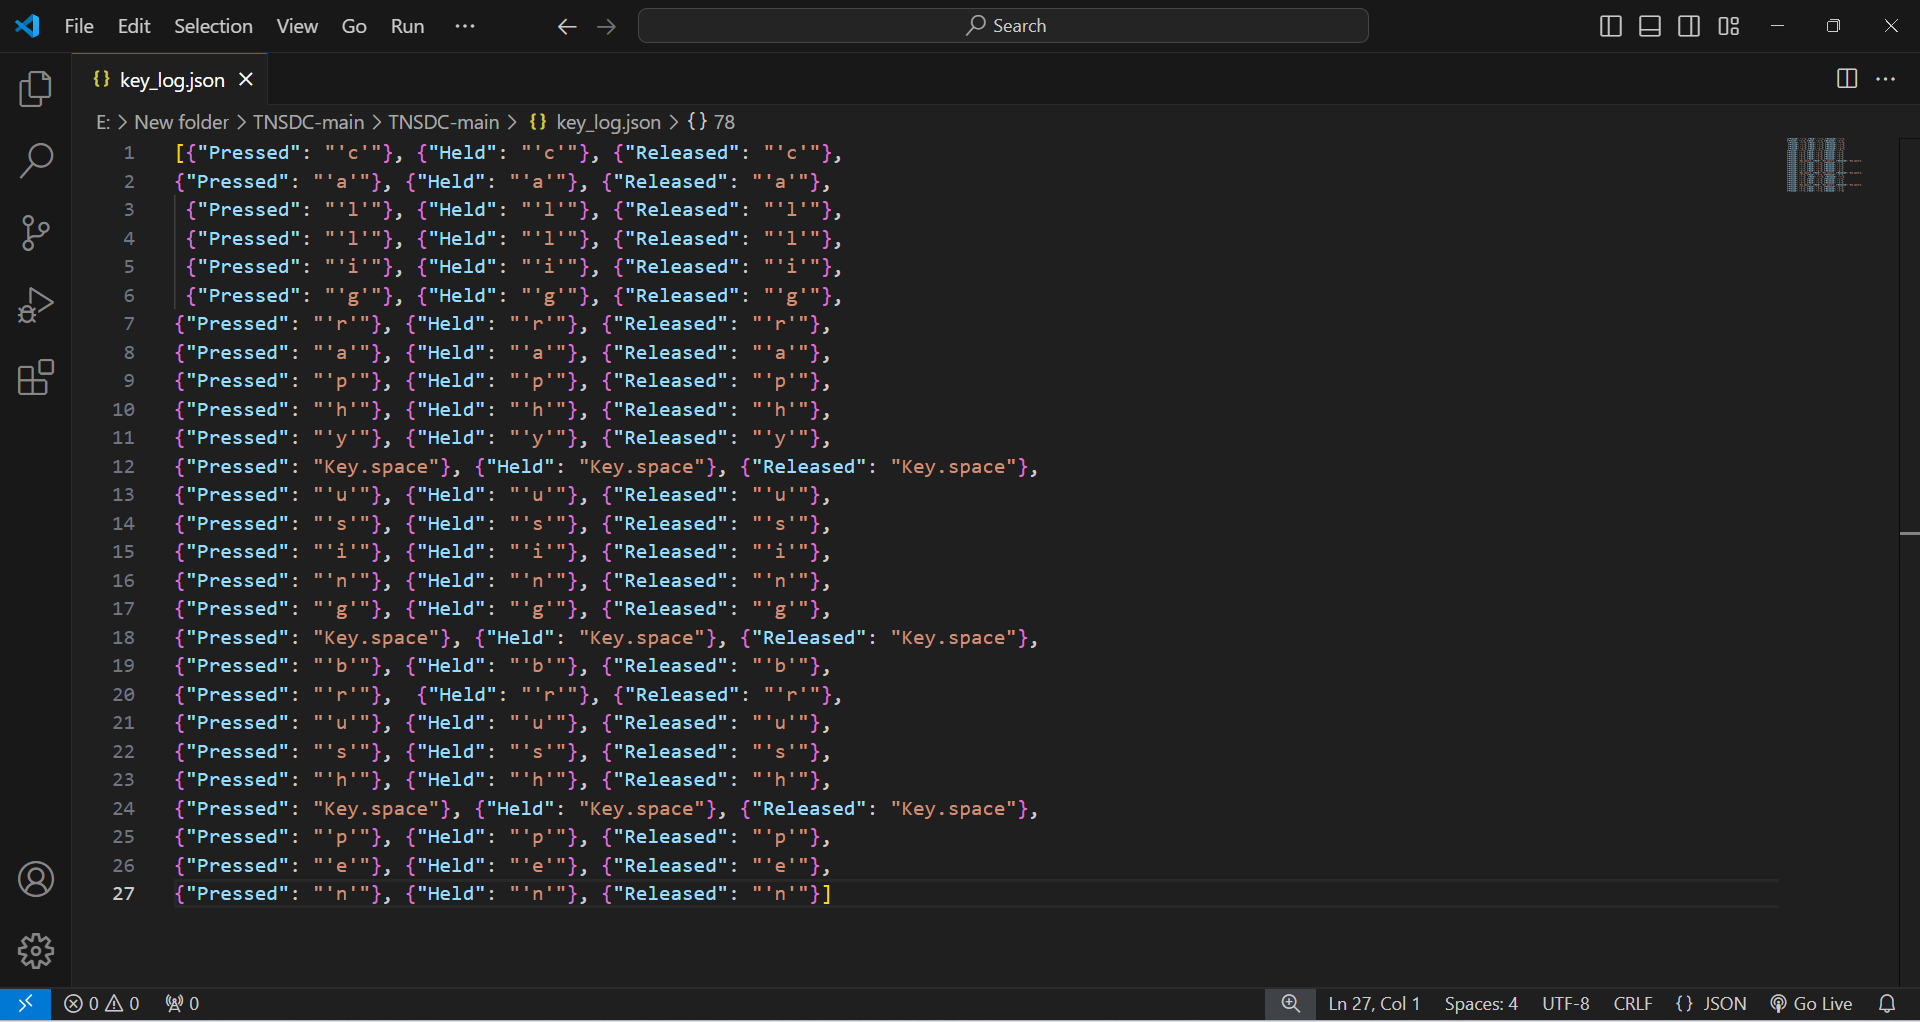 File Edit Selection View Go Run ··· Search
{} key_log.json
E: > New folder > TNSDC-main > TNSDC-main > {} key_log.json > {} 78
1 [{"Pressed": "'c'"}, {"Held": "'c'"}, {"Released": "'c'"},
2 {"Pressed": "'a'"}, {"Held": "'a'"}, {"Released": "'a'"},
3 {"Pressed": "'l'"}, {"Held": "'l'"}, {"Released": "'l'"},
4 {"Pressed": "'l'"}, {"Held": "'l'"}, {"Released": "'l'"},
5 {"Pressed": "'i'"}, {"Held": "'i'"}, {"Released": "'i'"},
6 {"Pressed": "'g'"}, {"Held": "'g'"}, {"Released": "'g'"},
7 {"Pressed": "'r'"}, {"Held": "'r'"}, {"Released": "'r'"},
8 {"Pressed": "'a'"}, {"Held": "'a'"}, {"Released": "'a'"},
9 {"Pressed": "'p'"}, {"Held": "'p'"}, {"Released": "'p'"},
10 {"Pressed": "'h'"}, {"Held": "'h'"}, {"Released": "'h'"},
11 {"Pressed": "'y'"}, {"Held": "'y'"}, {"Released": "'y'"},
12 {"Pressed": "Key.space"}, {"Held": "Key.space"}, {"Released": "Key.space"},
13 {"Pressed": "'u'"}, {"Held": "'u'"}, {"Released": "'u'"},
14 {"Pressed": "'s'"}, {"Held": "'s'"}, {"Released": "'s'"},
15 {"Pressed": "'i'"}, {"Held": "'i'"}, {"Released": "'i'"},
16 {"Pressed": "'n'"}, {"Held": "'n'"}, {"Released": "'n'"},
17 {"Pressed": "'g'"}, {"Held": "'g'"}, {"Released": "'g'"},
18 {"Pressed": "Key.space"}, {"Held": "Key.space"}, {"Released": "Key.space"},
19 {"Pressed": "'b'"}, {"Held": "'b'"}, {"Released": "'b'"},
20 {"Pressed": "'r'"},  {"Held": "'r'"}, {"Released": "'r'"},
21 {"Pressed": "'u'"}, {"Held": "'u'"}, {"Released": "'u'"},
22 {"Pressed": "'s'"}, {"Held": "'s'"}, {"Released": "'s'"},
23 {"Pressed": "'h'"}, {"Held": "'h'"}, {"Released": "'h'"},
24 {"Pressed": "Key.space"}, {"Held": "Key.space"}, {"Released": "Key.space"},
25 {"Pressed": "'p'"}, {"Held": "'p'"}, {"Released": "'p'"},
26 {"Pressed": "'e'"}, {"Held": "'e'"}, {"Released": "'e'"},
27 {"Pressed": "'n'"}, {"Held": "'n'"}, {"Released": "'n'"}]
0 0 0 Ln 27, Col 1 Spaces: 4 UTF-8 CRLF {} JSON Go Live